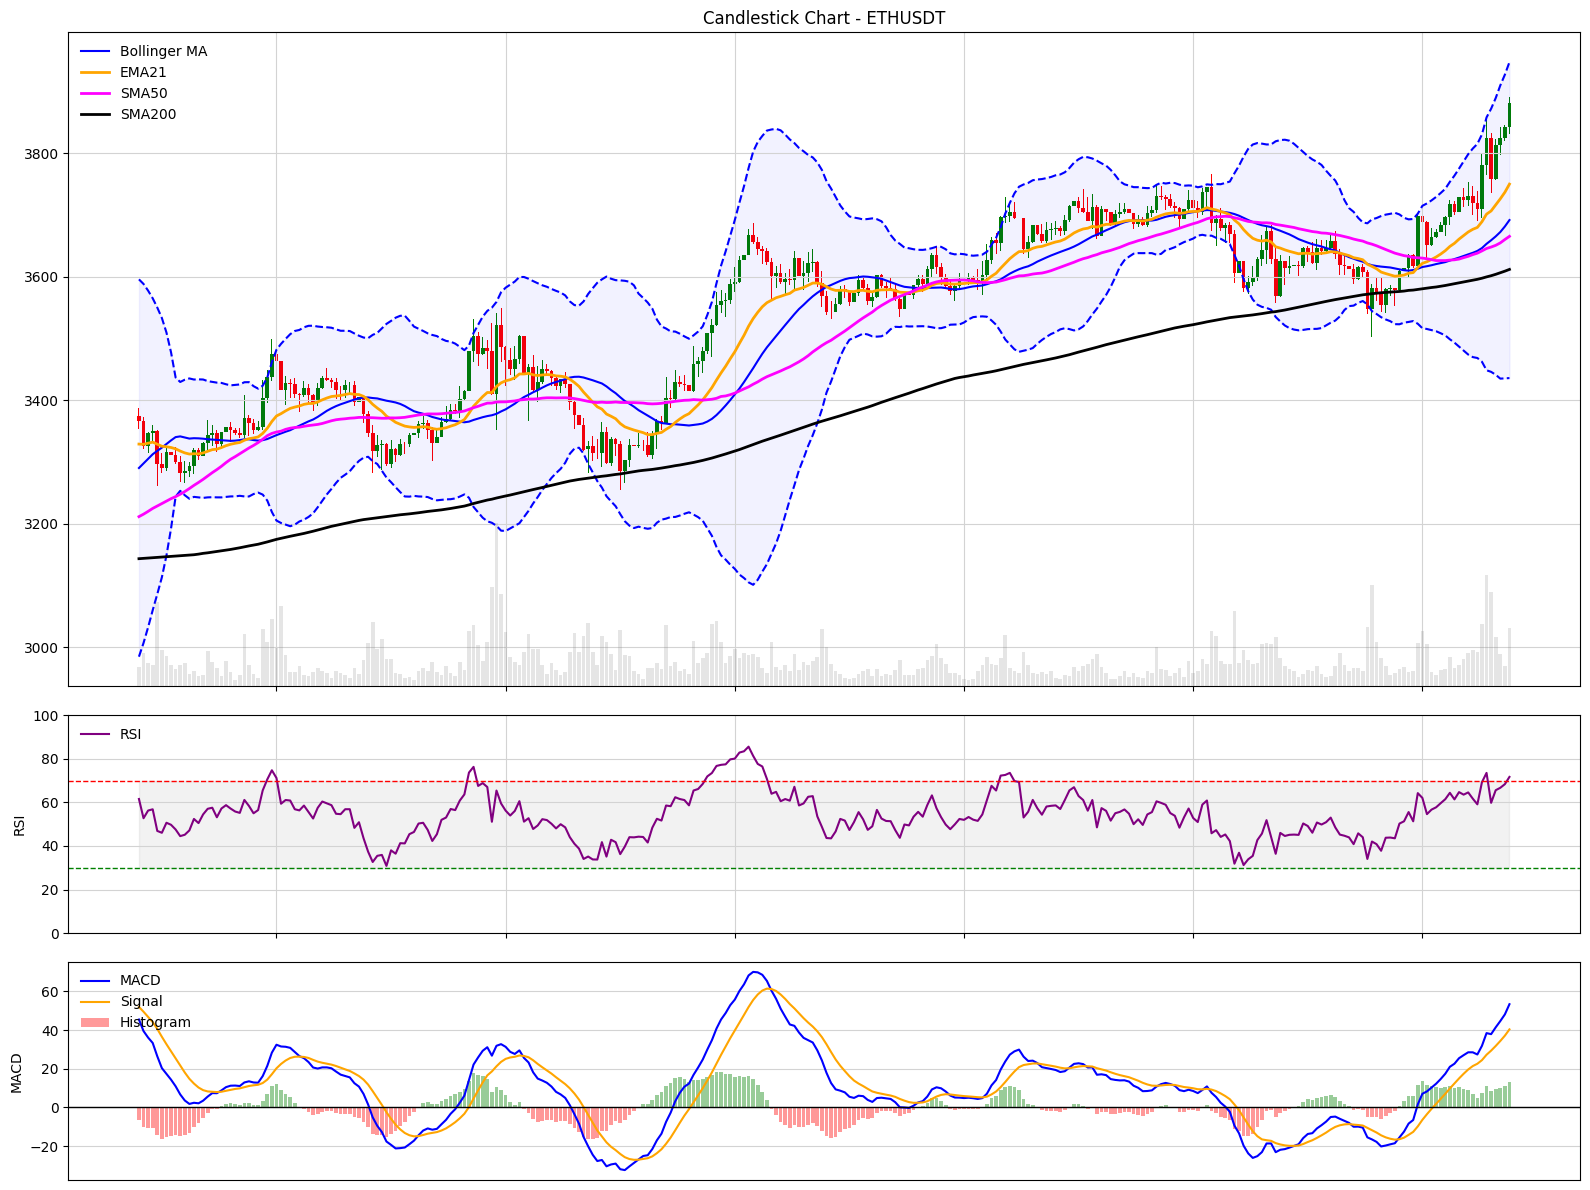 Candlestick Chart - ETHUSDT
Bollinger MA
EMA21
SMA50
SMA200
3800
3600
3400
3200
3000
100
RSI
80
60
40
20
0
RSI
MACD
Signal
Histogram
60
40
20
0
−20
MACD